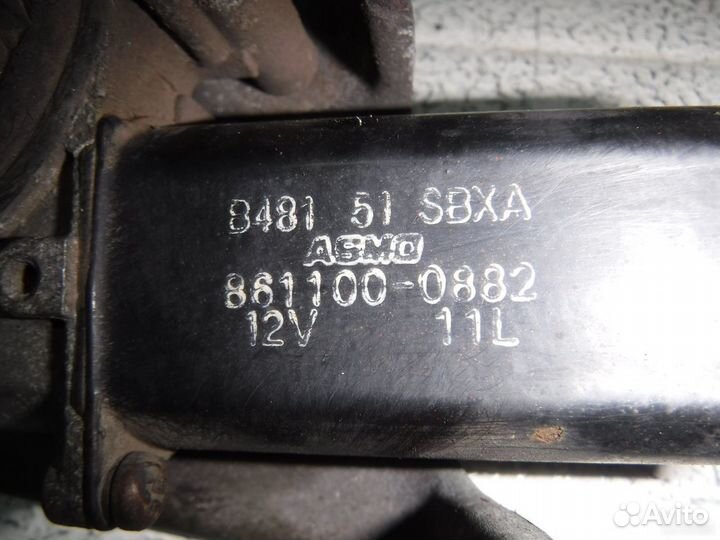 8481 51 SBXA
ASMO
861100-0882
12V 11L
Avito